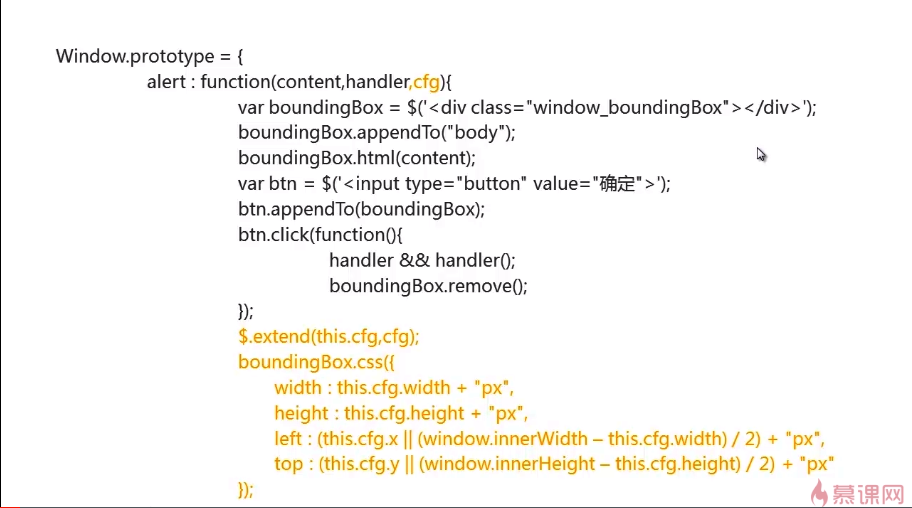 Window.prototype = {
alert : function(content,handler,cfg){
var boundingBox = $('<div class="window_boundingBox"></div>');
boundingBox.appendTo("body");
boundingBox.html(content);
var btn = $('<input type="button" value="确定">');
btn.appendTo(boundingBox);
btn.click(function(){
handler && handler();
boundingBox.remove();
});
$.extend(this.cfg,cfg);
boundingBox.css({
width : this.cfg.width + "px",
height : this.cfg.height + "px",
left : (this.cfg.x || (window.innerWidth – this.cfg.width) / 2) + "px",
top : (this.cfg.y || (window.innerHeight – this.cfg.height) / 2) + "px"
});
慕课网